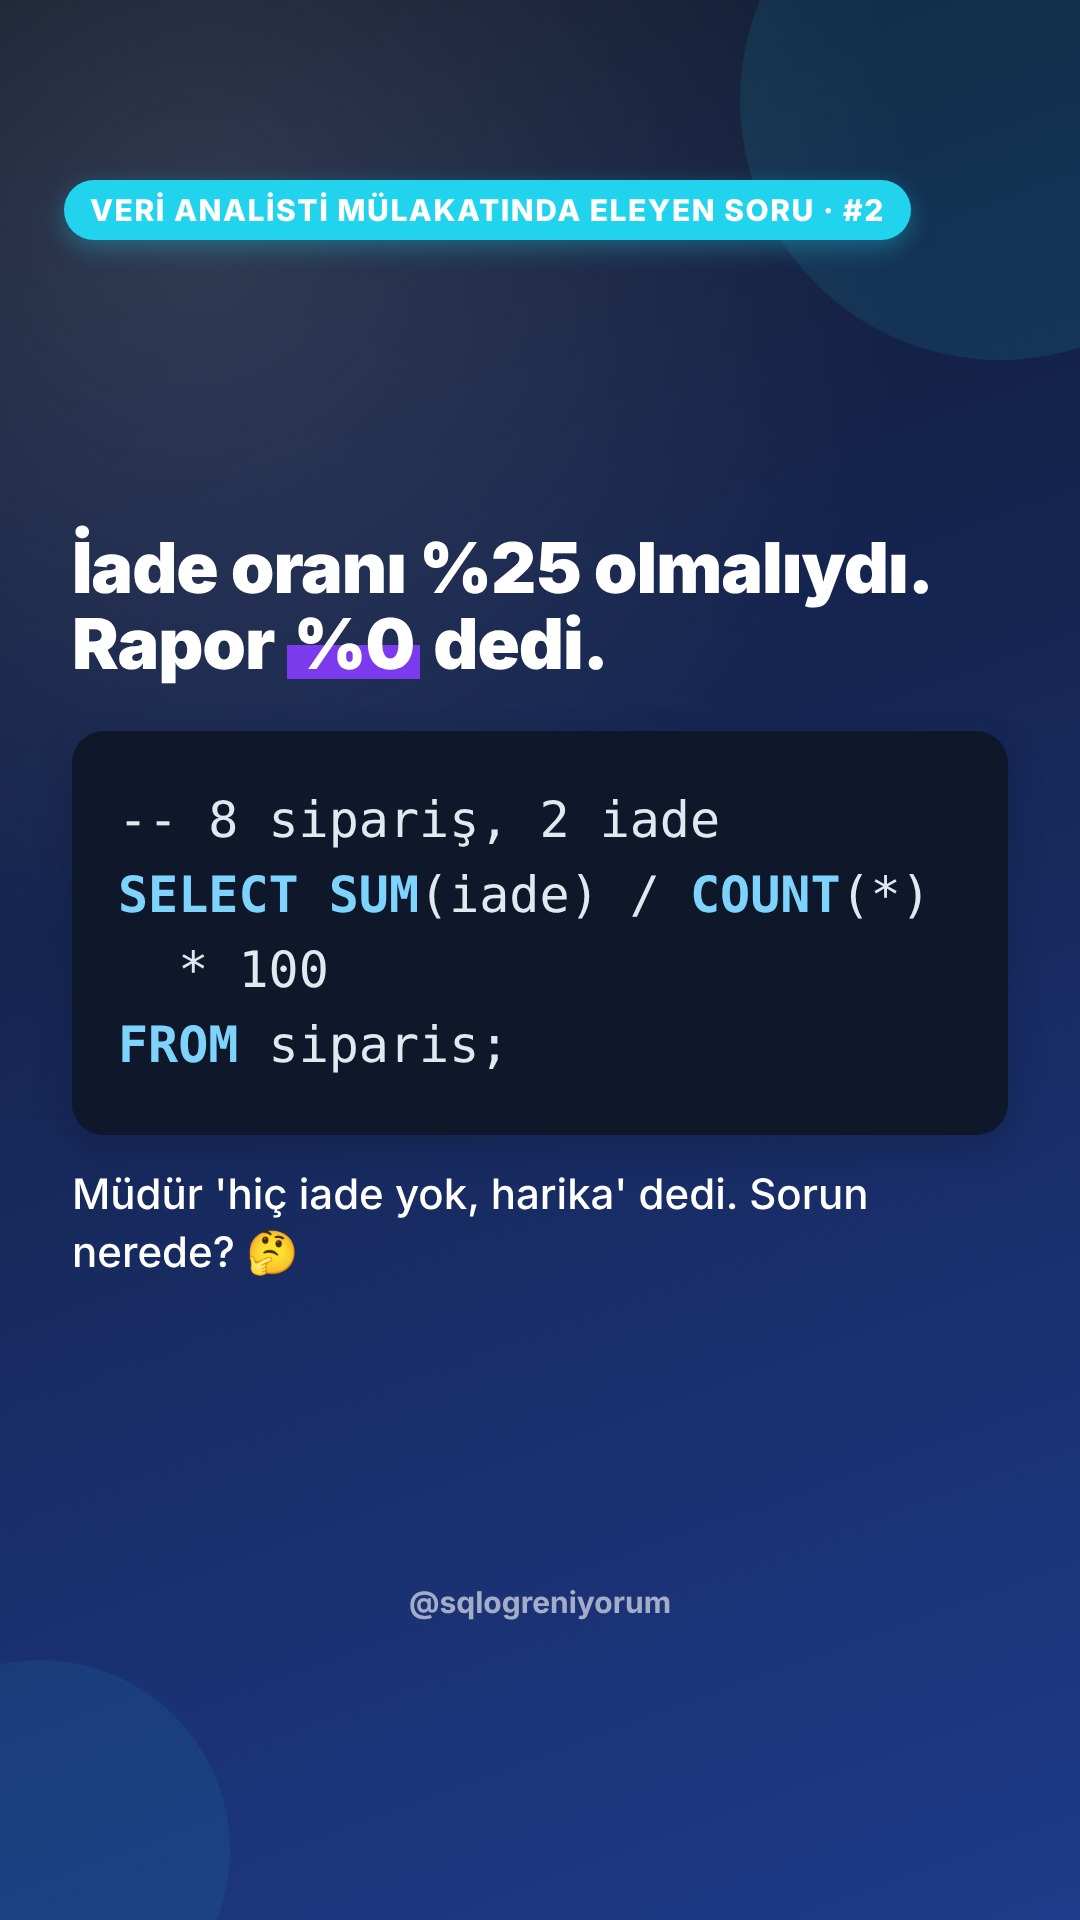 VERİ ANALİSTİ MÜLAKATINDA ELEYEN SORU · #2
İade oranı %25 olmalıydı.
Rapor %0 dedi.
-- 8 sipariş, 2 iade
SELECT SUM(iade) / COUNT(*)
  * 100
FROM siparis;
Müdür 'hiç iade yok, harika' dedi. Sorun
nerede? 🤔
@sqlogreniyorum